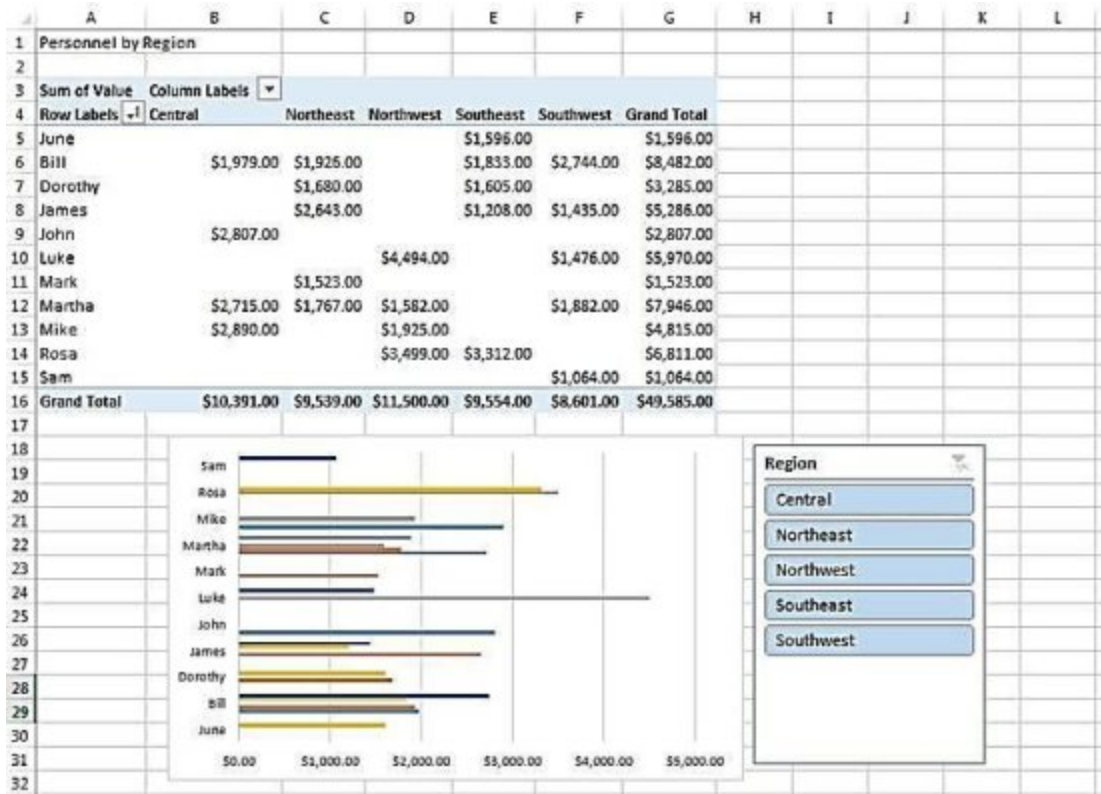 A B C D E F G H I J K L
1 Personnel by Region
2
3 Sum of Value Column Labels
4 Row Labels Central Northeast Northwest Southeast Southwest Grand Total
5 June $1,596.00 $1,596.00
6 Bill $1,979.00 $1,926.00 $1,833.00 $2,744.00 $8,482.00
7 Dorothy $1,680.00 $1,605.00 $3,285.00
8 James $2,643.00 $1,208.00 $1,435.00 $5,286.00
9 John $2,807.00 $2,807.00
10 Luke $4,494.00 $1,476.00 $5,970.00
11 Mark $1,523.00 $1,523.00
12 Martha $2,715.00 $1,767.00 $1,582.00 $1,882.00 $7,946.00
13 Mike $2,890.00 $1,925.00 $4,815.00
14 Rosa $3,499.00 $3,312.00 $6,811.00
15 Sam $1,064.00 $1,064.00
16 Grand Total $10,391.00 $9,539.00 $11,500.00 $9,554.00 $8,601.00 $49,585.00
17
18
19
20
21
22
23
24
25
26
27
28
29
30
31
32
Sam
Rosa
Mike
Martha
Mark
Luke
John
James
Dorothy
Bill
June
$0.00 $1,000.00 $2,000.00 $3,000.00 $4,000.00 $5,000.00
Region
Central
Northeast
Northwest
Southeast
Southwest